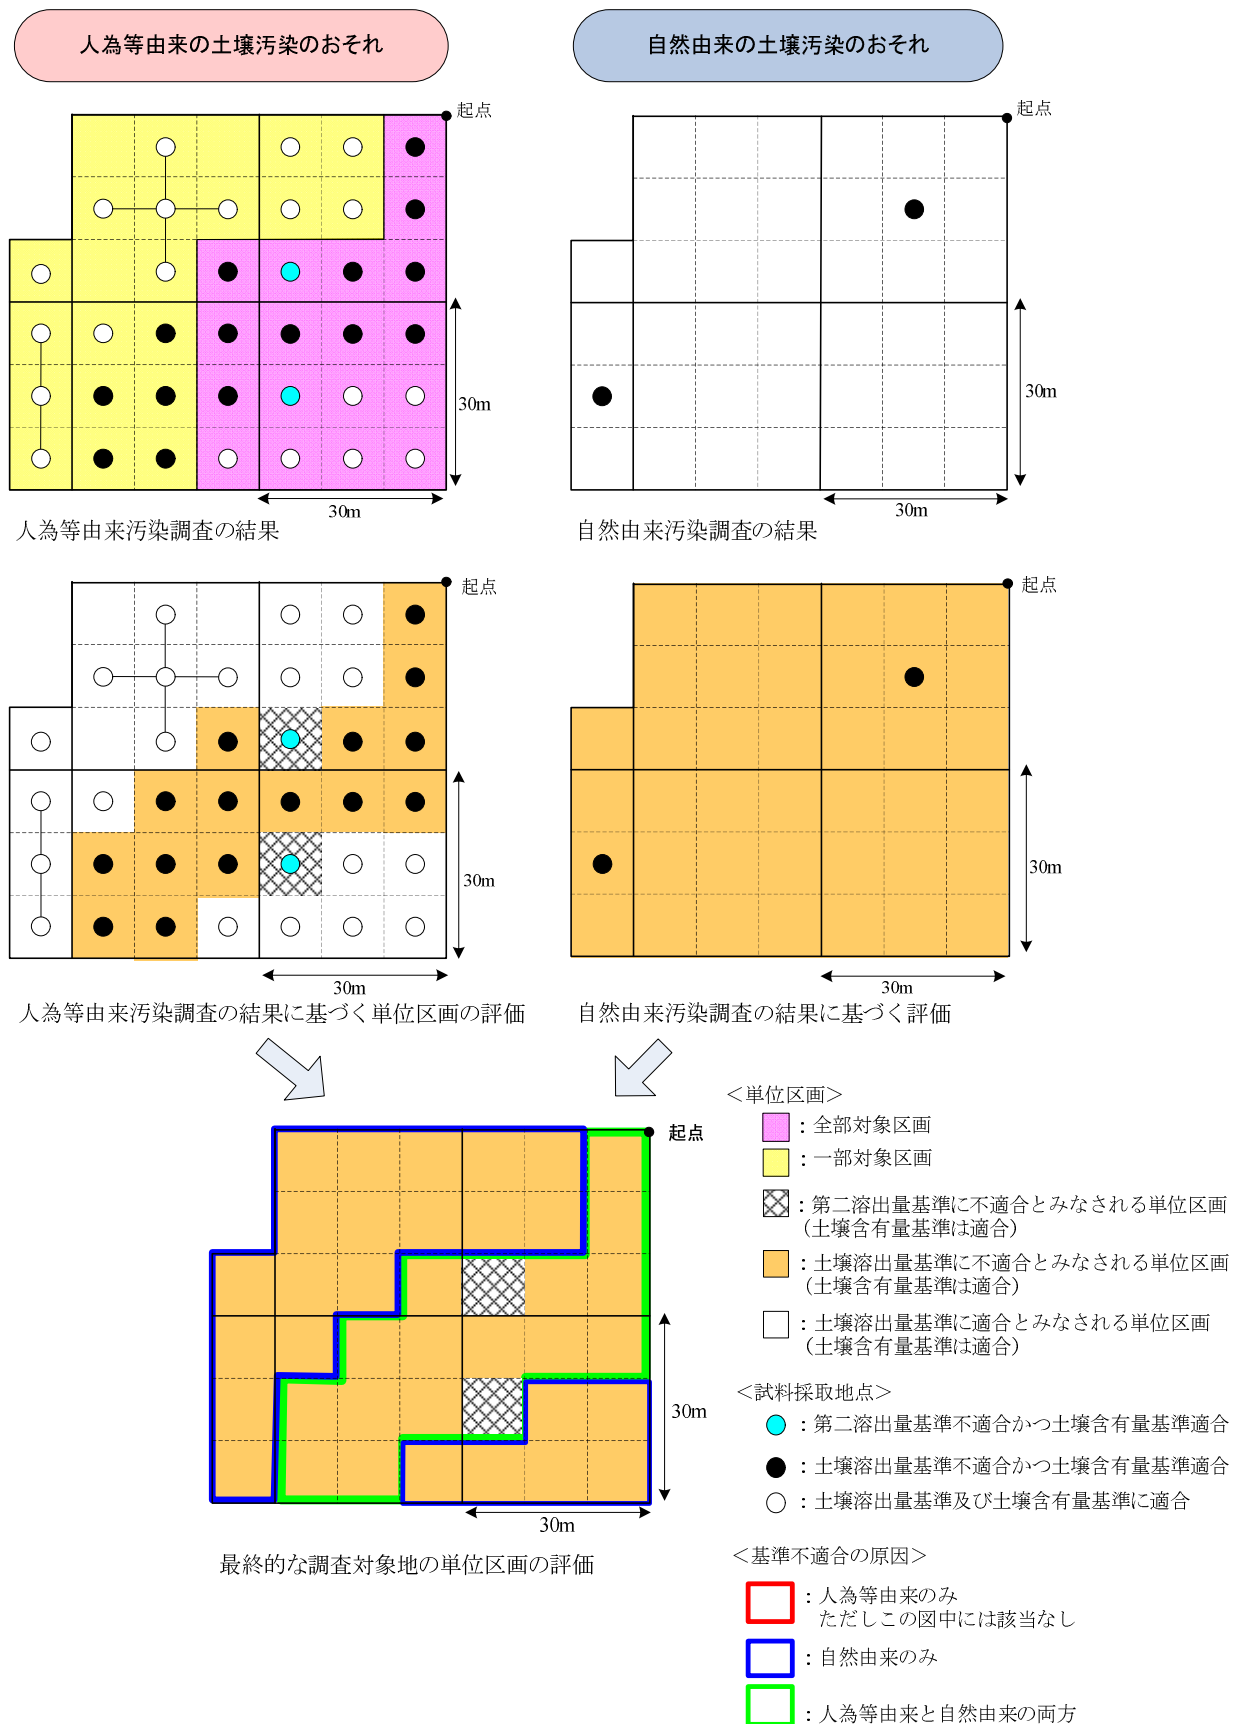 人為等由来の土壌汚染のおそれ
自然由来の土壌汚染のおそれ
起点
起点
30m
30m
30m
30m
人為等由来汚染調査の結果
自然由来汚染調査の結果
起点
起点
30m
30m
30m
30m
人為等由来汚染調査の結果に基づく単位区画の評価
自然由来汚染調査の結果に基づく評価
起点
30m
30m
最終的な調査対象地の単位区画の評価
＜単位区画＞
：全部対象区画
：一部対象区画
：第二溶出量基準に不適合とみなされる単位区画
（土壌含有量基準は適合）
：土壌溶出量基準に不適合とみなされる単位区画
（土壌含有量基準は適合）
：土壌溶出量基準に適合とみなされる単位区画
（土壌含有量基準は適合）
＜試料採取地点＞
：第二溶出量基準不適合かつ土壌含有量基準適合
：土壌溶出量基準不適合かつ土壌含有量基準適合
：土壌溶出量基準及び土壌含有量基準に適合
＜基準不適合の原因＞
：人為等由来のみ
ただしこの図中には該当なし
：自然由来のみ
：人為等由来と自然由来の両方